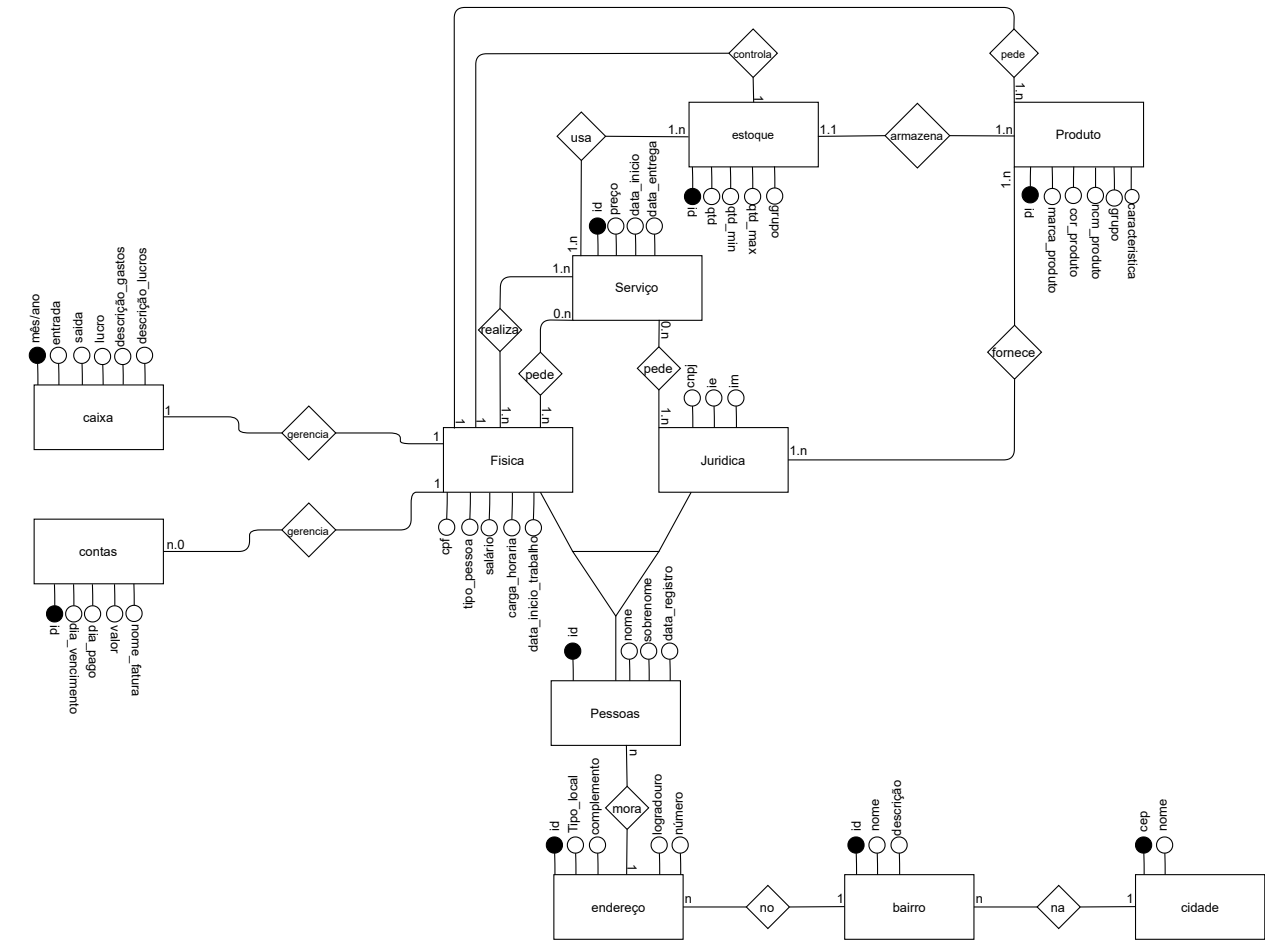 controla
pede
1
1.n
usa
1.n
estoque
1.1
armazena
1.n
Produto
1.n
id
qtd
qtd_min
qtd_max
grupo
id
marca_produto
cor_produto
ncm_produto
grupo
caracteristica
id
preço
data_inicio
data_entrega
1.n
1.n
Serviço
0.n
0.n
realiza
pede
pede
fornece
mês/ano
entrada
saida
lucro
descrição_gastos
descrição_lucros
cnpj
ie
im
caixa
1
gerencia
1
1
1
1.n
1.n
1.n
Fisica
Juridica
1.n
1
contas
n.0
gerencia
cpf
tipo_pessoa
salário
carga_horaria
data_inicio_trabalho
id
dia_vencimento
dia_pago
valor
nome_fatura
id
nome
sobrenome
data_registro
Pessoas
n
mora
id
Tipo_local
complemento
logradouro
número
1
id
nome
descrição
cep
nome
endereço
n
no
1
bairro
n
na
1
cidade